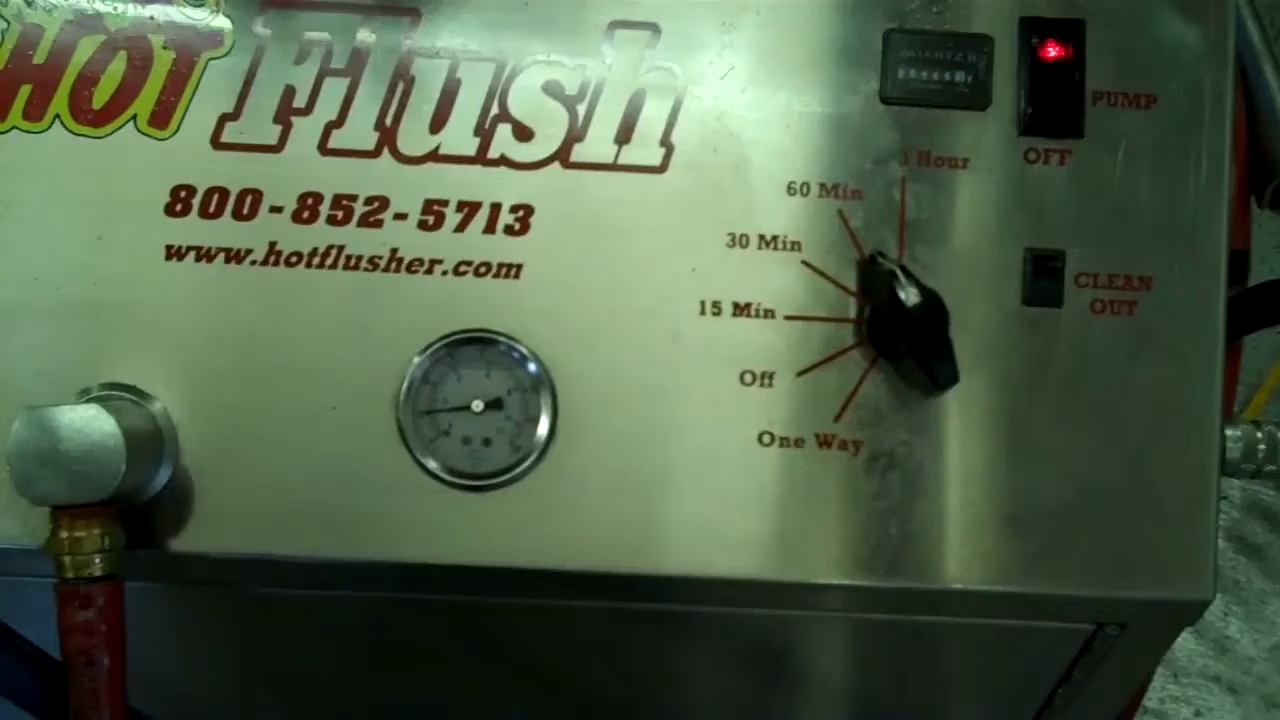 HOT Flush
800-852-5713
www.hotflusher.com
QUARTZ
PUMP
OFF
1 Hour
60 Min
30 Min
15 Min
Off
One Way
CLEAN
OUT